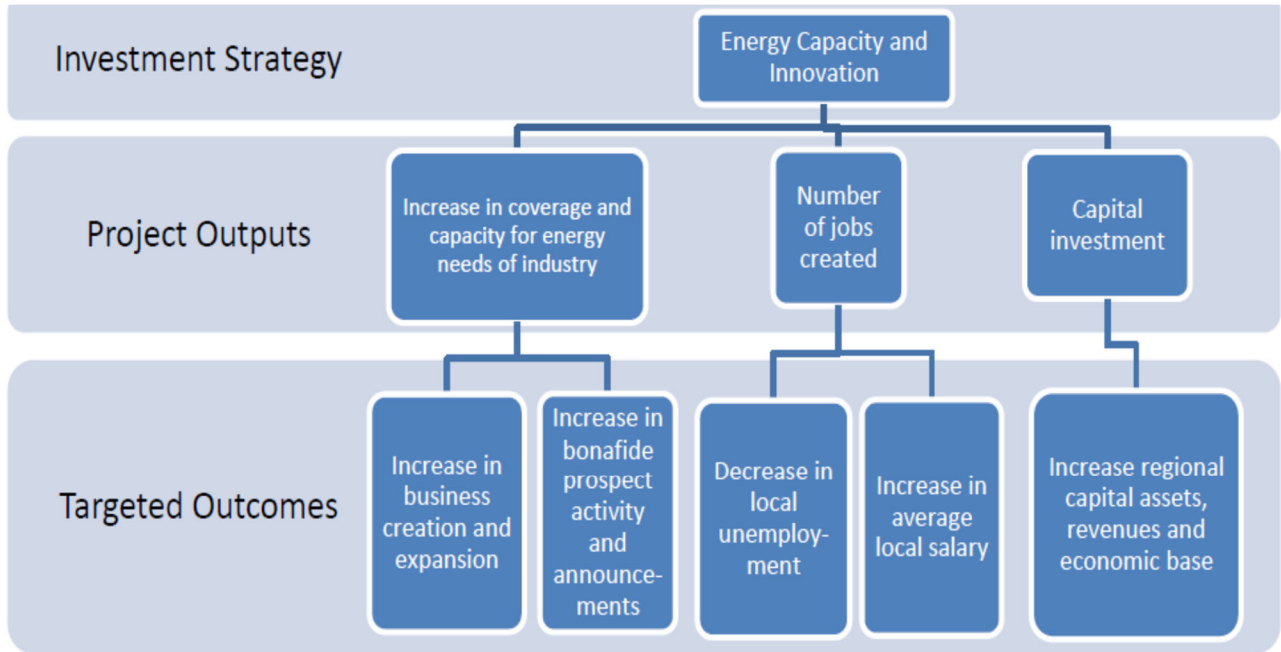 Investment Strategy
Energy Capacity and
Innovation
Project Outputs
Increase in coverage and
capacity for energy
needs of industry
Number
of jobs
created
Capital
investment
Targeted Outcomes
Increase in
business
creation and
expansion
Increase in
bonafide
prospect
activity
and
announce-
ments
Decrease in
local
unemploy-
ment
Increase in
average
local salary
Increase regional
capital assets,
revenues and
economic base